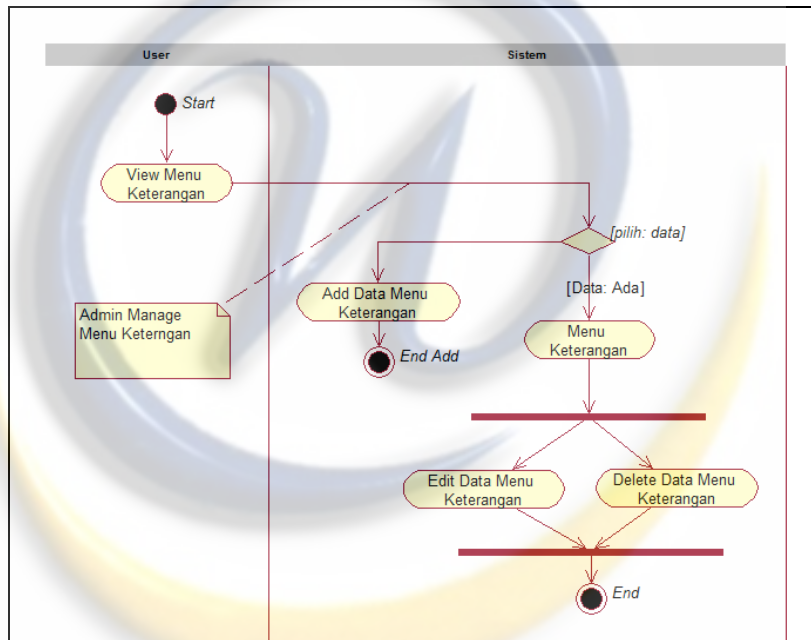 User
Sistem
Start
View Menu
Keterangan
[pilih: data]
Add Data Menu
Keterangan
[Data: Ada]
Admin Manage
Menu Keterngan
Menu
Keterangan
End Add
Edit Data Menu
Keterangan
Delete Data Menu
Keterangan
End